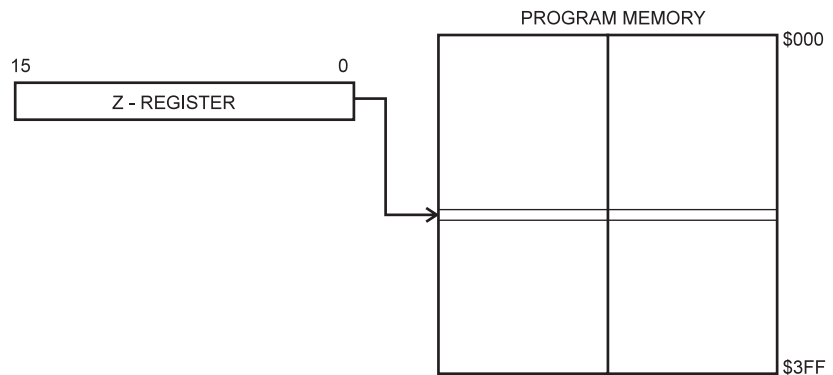 PROGRAM MEMORY
$000
15 0
Z - REGISTER
$3FF